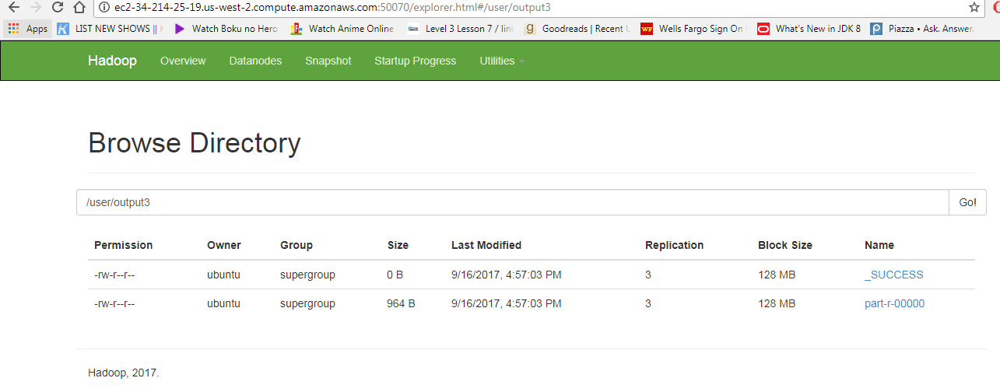 ec2-34-214-25-19.us-west-2.compute.amazonaws.com:50070/explorer.html#/user/output3
Apps LIST NEW SHOWS || Watch Boku no Hero Watch Anime Online Level 3 Lesson 7 / link Goodreads | Recent Wells Fargo Sign On What's New in JDK 8 Piazza • Ask. Answer.
Hadoop Overview Datanodes Snapshot Startup Progress Utilities
Browse Directory
/user/output3 Go!
Permission Owner Group Size Last Modified Replication Block Size Name
-rw-r--r-- ubuntu supergroup 0 B 9/16/2017, 4:57:03 PM 3 128 MB _SUCCESS
-rw-r--r-- ubuntu supergroup 964 B 9/16/2017, 4:57:03 PM 3 128 MB part-r-00000
Hadoop, 2017.